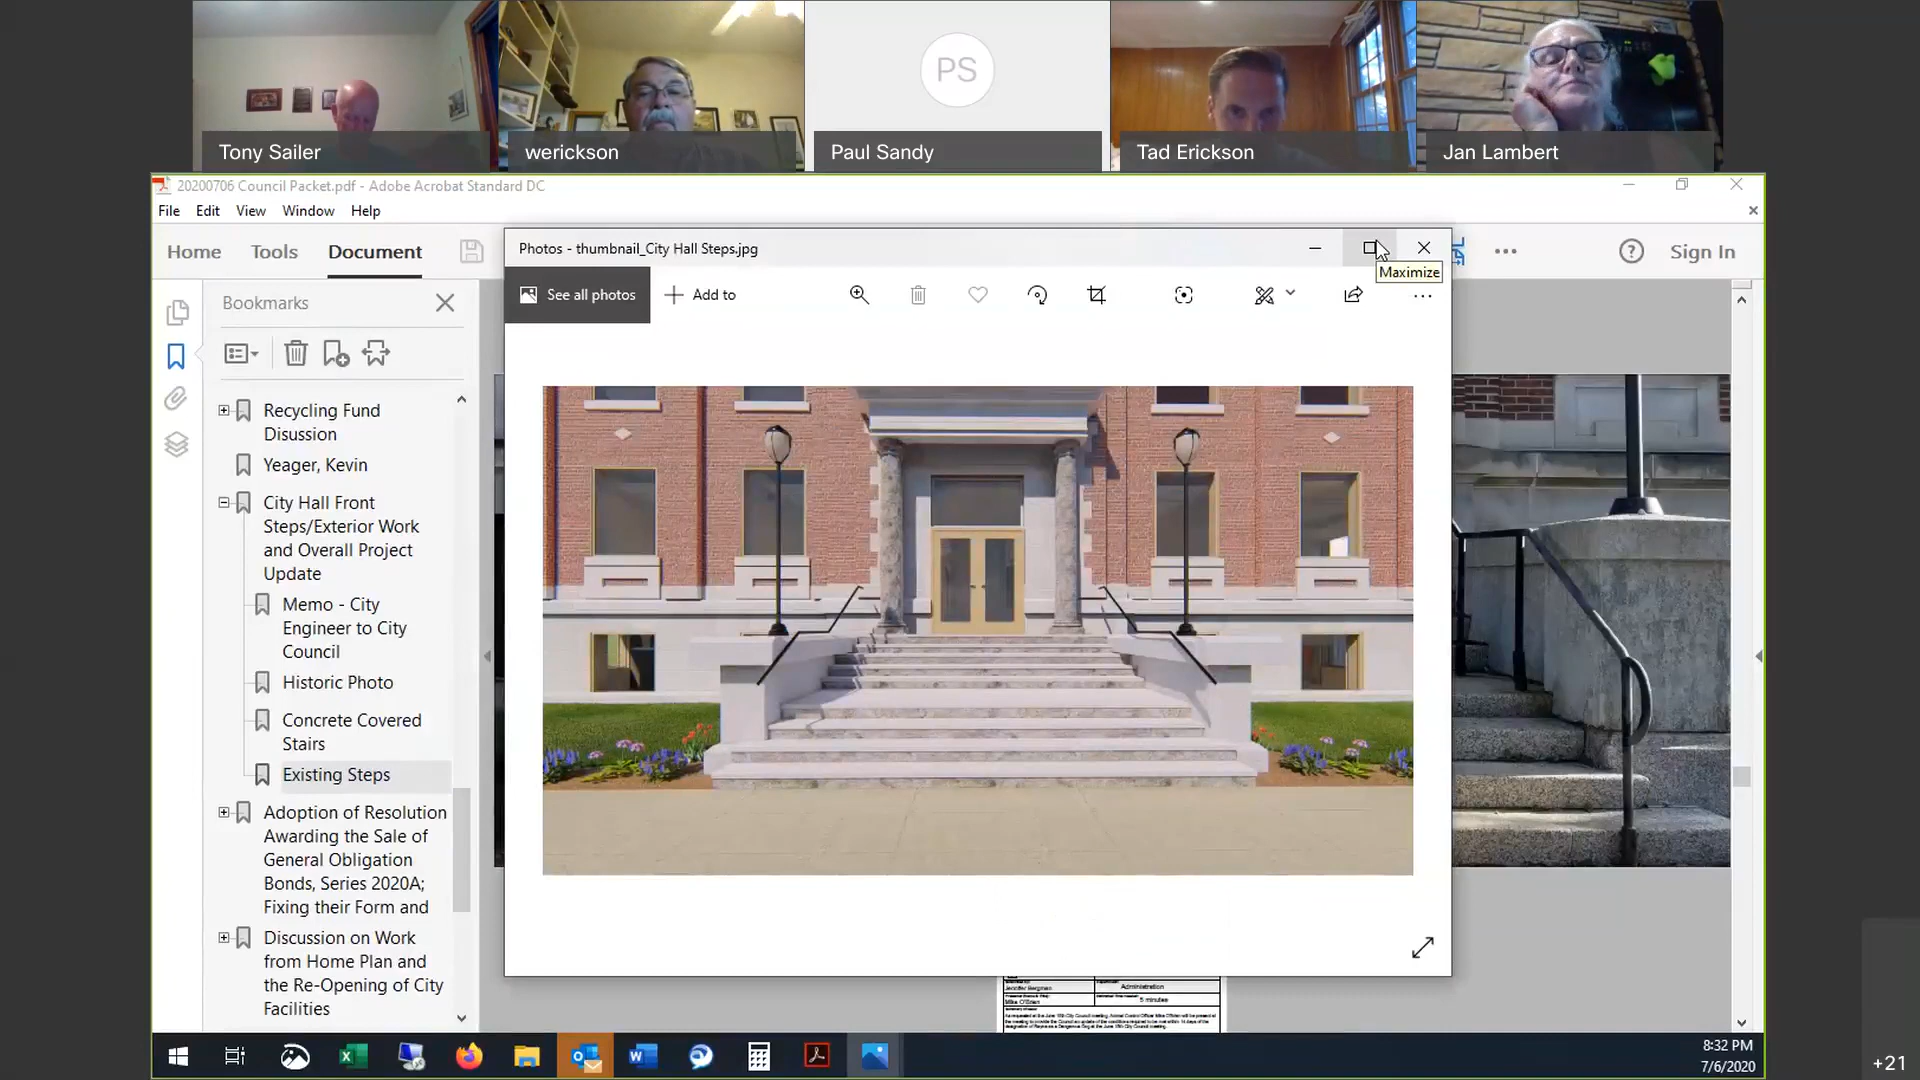 PS
Tony Sailer
werickson
Paul Sandy
Tad Erickson
Jan Lambert
20200706 Council Packet.pdf - Adobe Acrobat Standard DC
File Edit View Window Help
Home Tools Document
Sign In
Photos - thumbnail_City Hall Steps.jpg
Maximize
See all photos
Add to
Bookmarks
Recycling Fund
Disussion
Yeager, Kevin
City Hall Front
Steps/Exterior Work
and Overall Project
Update
Memo - City
Engineer to City
Council
Historic Photo
Concrete Covered
Stairs
Existing Steps
Adoption of Resolution
Awarding the Sale of
General Obligation
Bonds, Series 2020A;
Fixing their Form and
Discussion on Work
from Home Plan and
the Re-Opening of City
Facilities
Jennifer Bergman
Administration
Mike O'Brien
5 minutes
8:32 PM
7/6/2020
+21